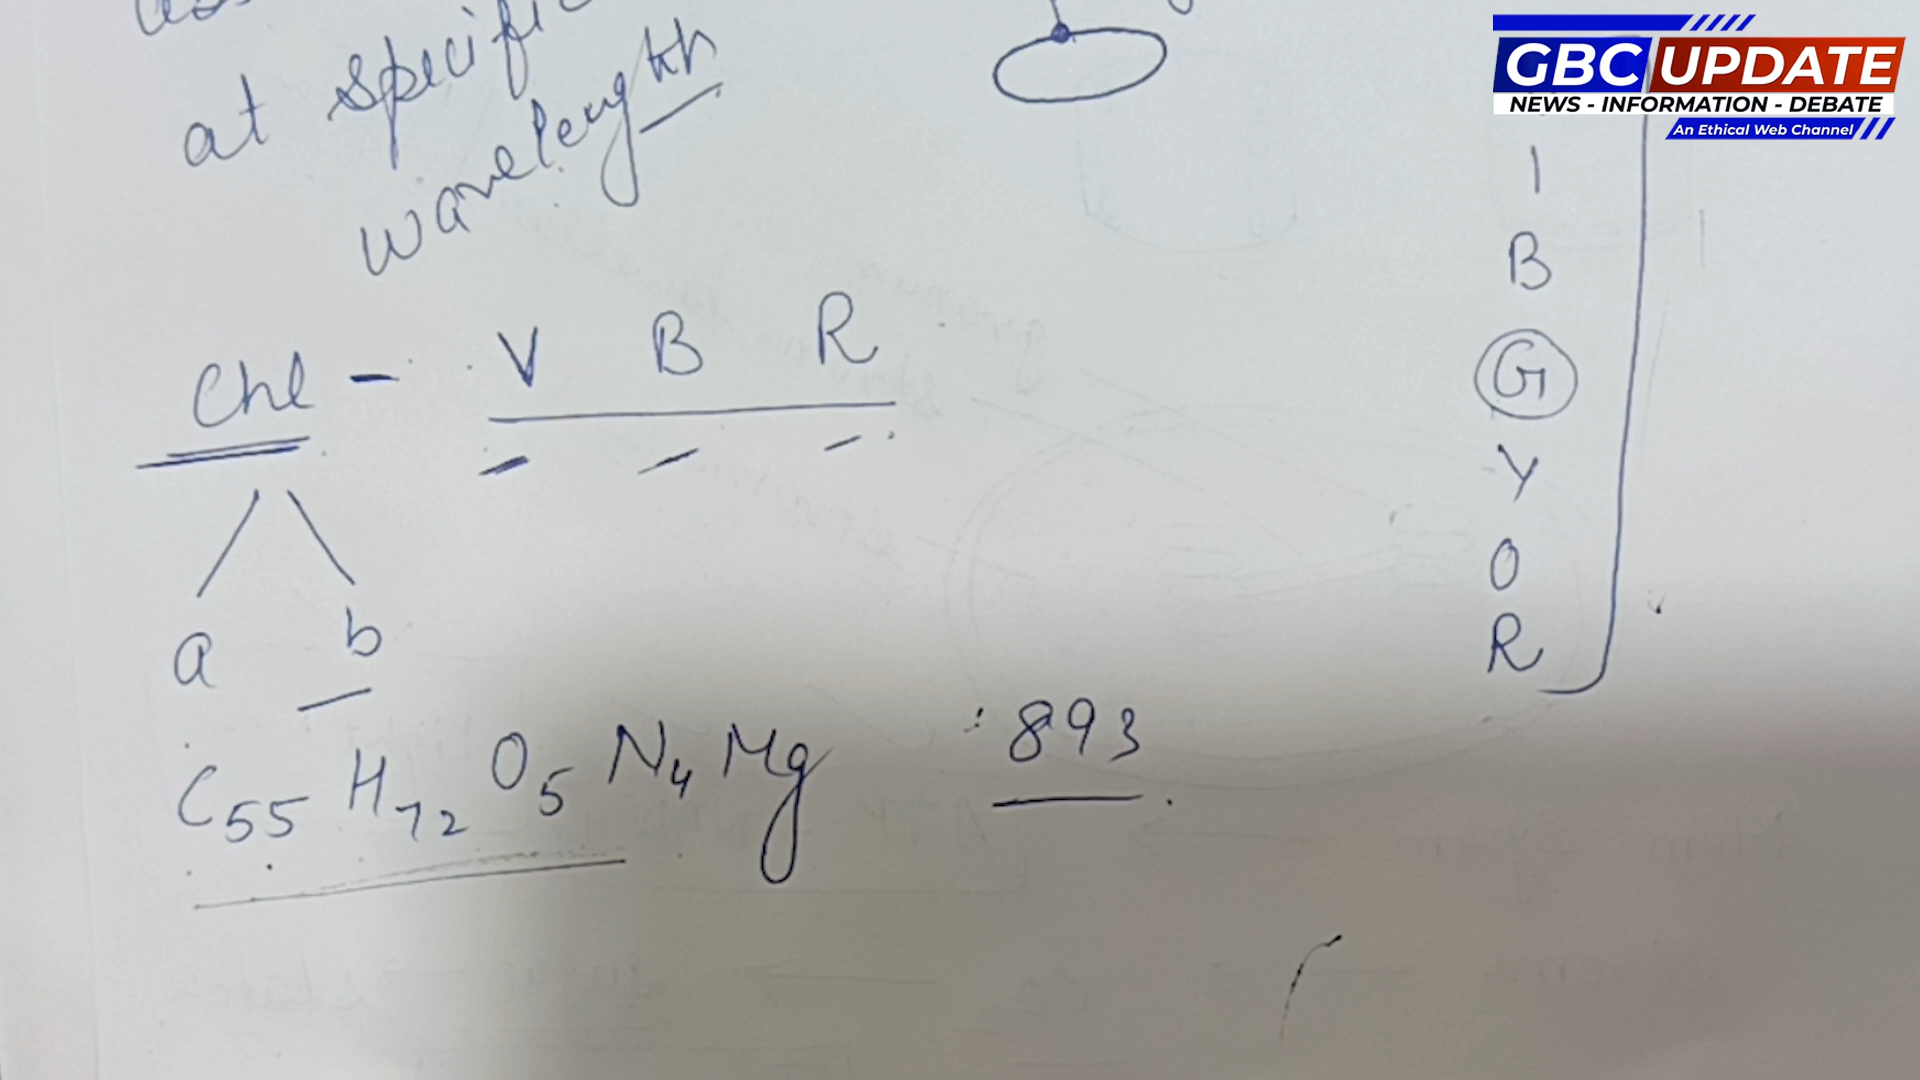 GBC UPDATE
NEWS - INFORMATION - DEBATE
An Ethical Web Channel
at specific
wavelength
Chl - V B R
a b
C55 H72 O5 N4 Mg : 893
I
B
G
Y
O
R